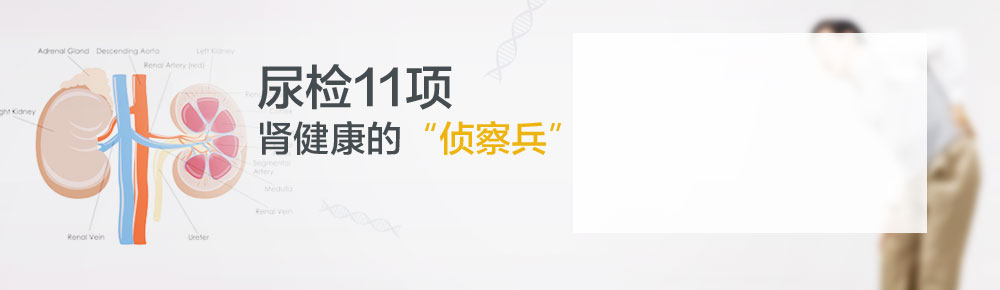 Adrenal Gland
Descending Aorta
Left Kidney
Renal Artery (red)
ght Kidney
Segmental
Artery
Medulla
Renal Vein
Renal Vein
Ureter
尿检11项
肾健康的“侦察兵”